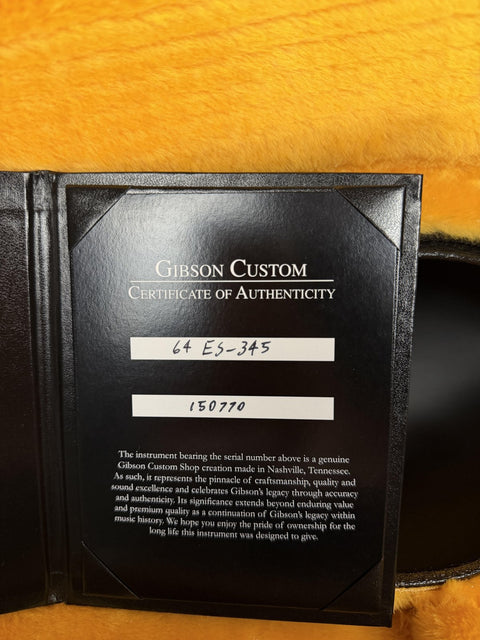 GIBSON CUSTOM
CERTIFICATE OF AUTHENTICITY
64 ES-345
150770
The instrument bearing the serial number above is a genuine
Gibson Custom Shop creation made in Nashville, Tennessee.
As such, it represents the pinnacle of craftsmanship, quality and
sound excellence and celebrates Gibson's legacy through accuracy
and authenticity. Its significance extends beyond enduring value
and premium quality as a continuation of Gibson's legacy within
music history. We hope you enjoy the pride of ownership for the
long life this instrument was designed to give.